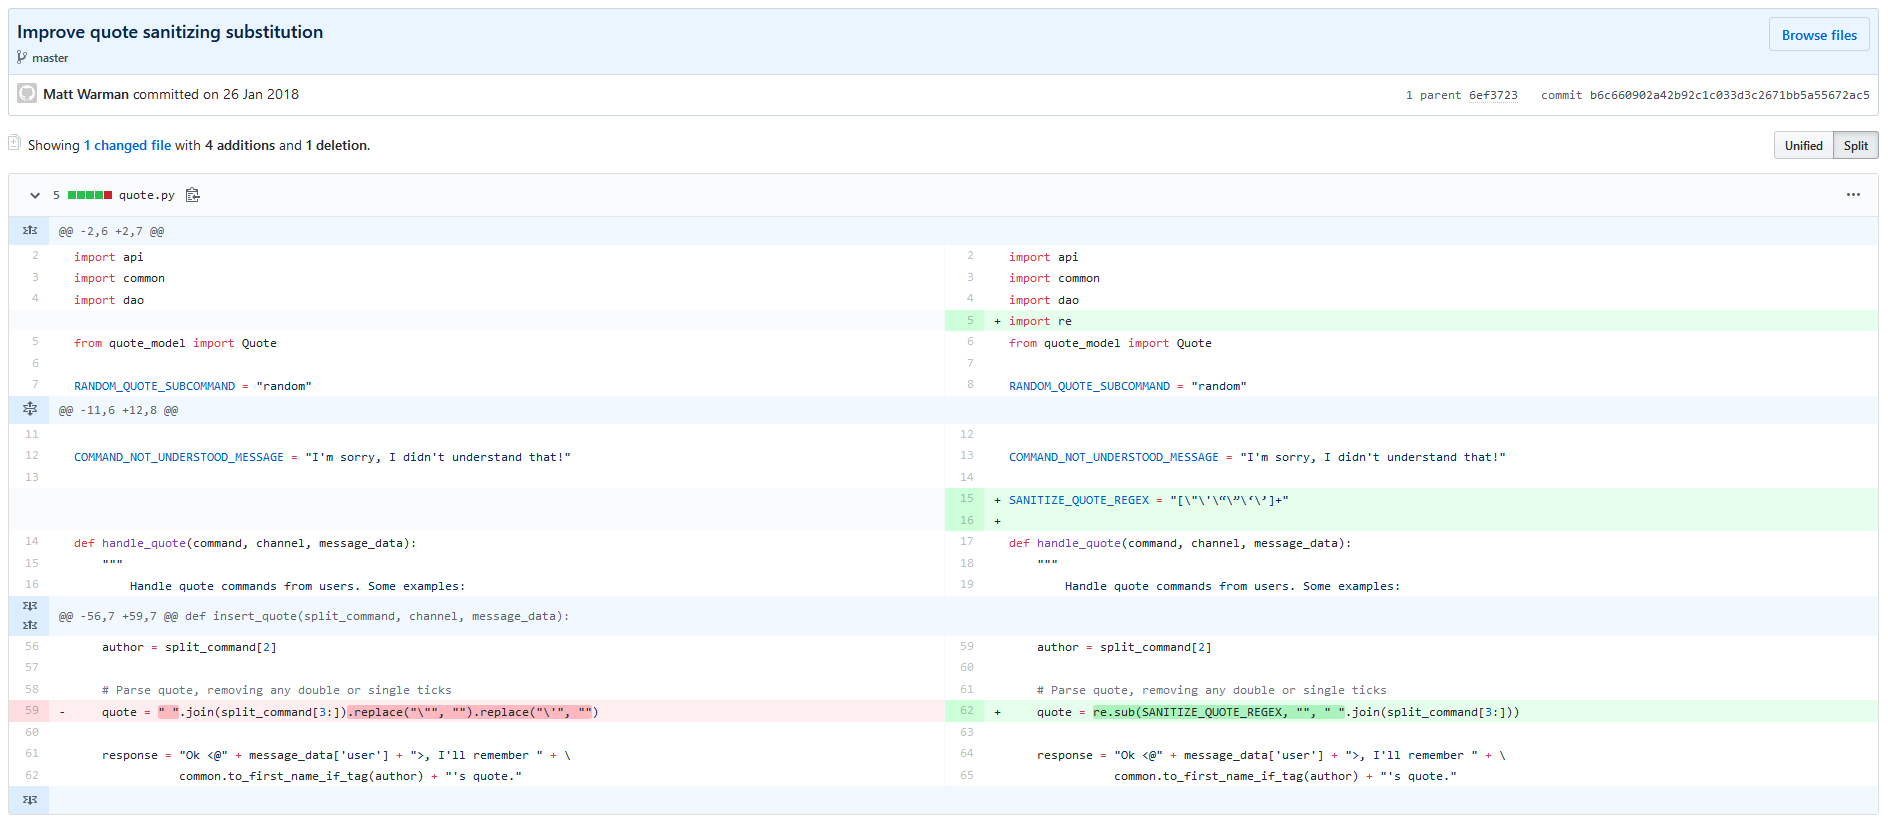 Improve quote sanitizing substitution
Browse files
master
Matt Warman committed on 26 Jan 2018
1 parent 6ef3723 commit b6c660902a42b92c1c033d3c2671bb5a55672ac5
Showing 1 changed file with 4 additions and 1 deletion.
Unified Split
5 quote.py
@@ -2,6 +2,7 @@
2 import api 2 import api
3 import common 3 import common
4 import dao 4 import dao
5 + import re
5 from quote_model import Quote 6 from quote_model import Quote
6 7
7 RANDOM_QUOTE_SUBCOMMAND = "random" 8 RANDOM_QUOTE_SUBCOMMAND = "random"
@@ -11,6 +12,8 @@
11 12
12 COMMAND_NOT_UNDERSTOOD_MESSAGE = "I'm sorry, I didn't understand that!" 13 COMMAND_NOT_UNDERSTOOD_MESSAGE = "I'm sorry, I didn't understand that!"
13 14
15 + SANITIZE_QUOTE_REGEX = "[\"\'\“\”\‘\’]+"
16 +
14 def handle_quote(command, channel, message_data): 17 def handle_quote(command, channel, message_data):
15 """ 18 """
16 Handle quote commands from users. Some examples: 19 Handle quote commands from users. Some examples:
@@ -56,7 +59,7 @@ def insert_quote(split_command, channel, message_data):
56 author = split_command[2] 59 author = split_command[2]
57 60
58 # Parse quote, removing any double or single ticks 61 # Parse quote, removing any double or single ticks
59 - quote = " ".join(split_command[3:]).replace("\"", "").replace("\'", "") 62 + quote = re.sub(SANITIZE_QUOTE_REGEX, "", " ".join(split_command[3:]))
60 63
61 response = "Ok <@" + message_data['user'] + ">, I'll remember " + \ 64 response = "Ok <@" + message_data['user'] + ">, I'll remember " + \
62 common.to_first_name_if_tag(author) + "'s quote." 65 common.to_first_name_if_tag(author) + "'s quote."